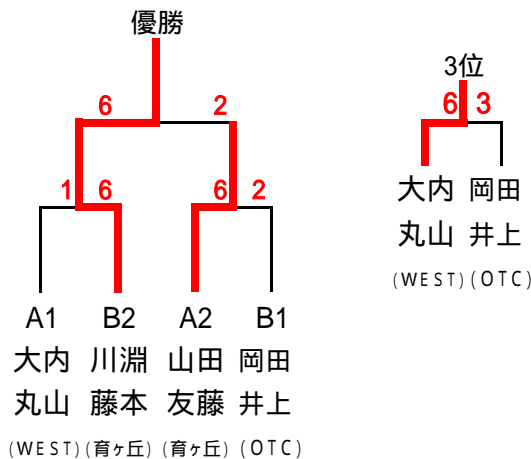 優勝
3位
6 2
6 3
1 6 6 2
大内 岡田
丸山 井上
(WEST) (OTC)
A1 B2 A2 B1
大内 川淵 山田 岡田
丸山 藤本 友藤 井上
(WEST) (育ヶ丘) (育ヶ丘) (OTC)